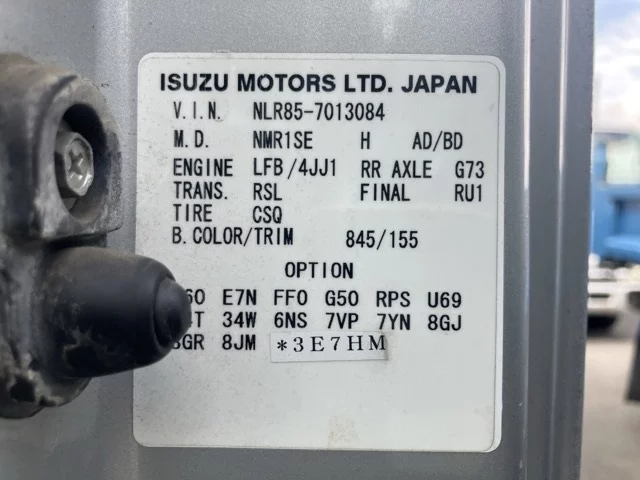 ISUZU MOTORS LTD. JAPAN
V.I.N. NLR85-7013084
M.D. NMR1SE H AD/BD
ENGINE LFB/4JJ1 RR AXLE G73
TRANS. RSL FINAL RU1
TIRE CSQ
B.COLOR/TRIM 845/155
OPTION
E7N FF0 G50 RPS U69
34W 6NS 7VP 7YN 8GJ
8JM *3E7HM